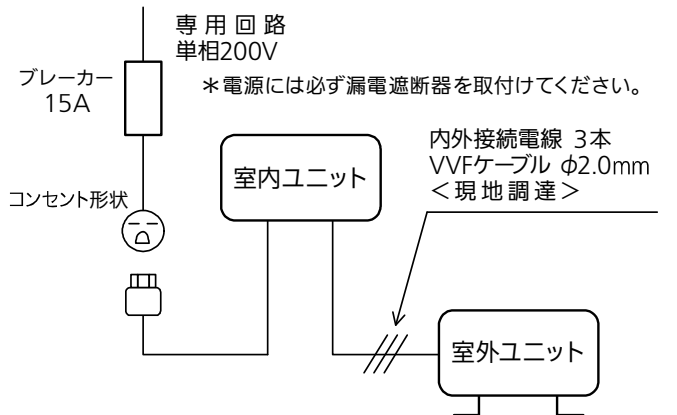 専用回路
単相200V
ブレーカー
15A
＊電源には必ず漏電遮断器を取付けてください。
内外接続電線 3本
VVFケーブル φ2.0mm
＜現地調達＞
室内ユニット
コンセント形状
室外ユニット